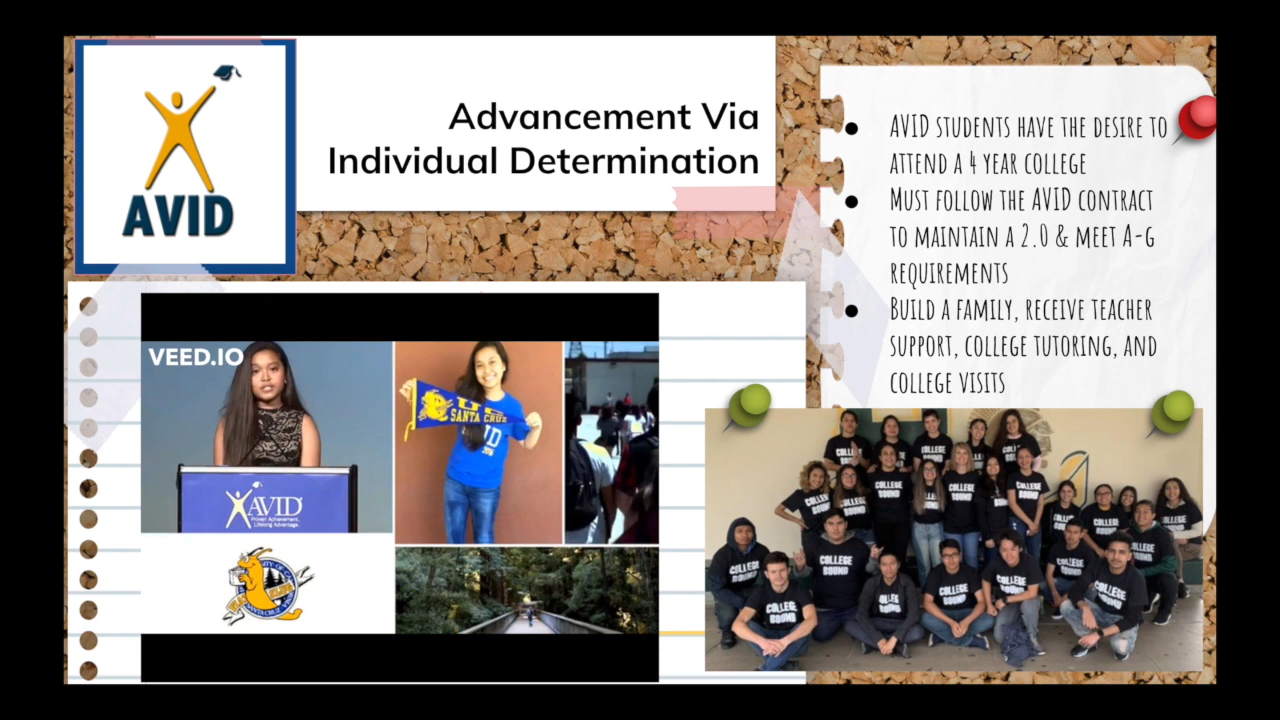 AVID
Advancement Via
Individual Determination
AVID STUDENTS HAVE THE DESIRE TO
ATTEND A 4 YEAR COLLEGE
MUST FOLLOW THE AVID CONTRACT
TO MAINTAIN A 2.0 & MEET A-G
REQUIREMENTS
BUILD A FAMILY, RECEIVE TEACHER
SUPPORT, COLLEGE TUTORING, AND
COLLEGE VISITS
VEED.IO
AVID
Proven Achievement.
Lifelong Advantage.
UC
SANTA CRUZ
COLLEGE
BOUND